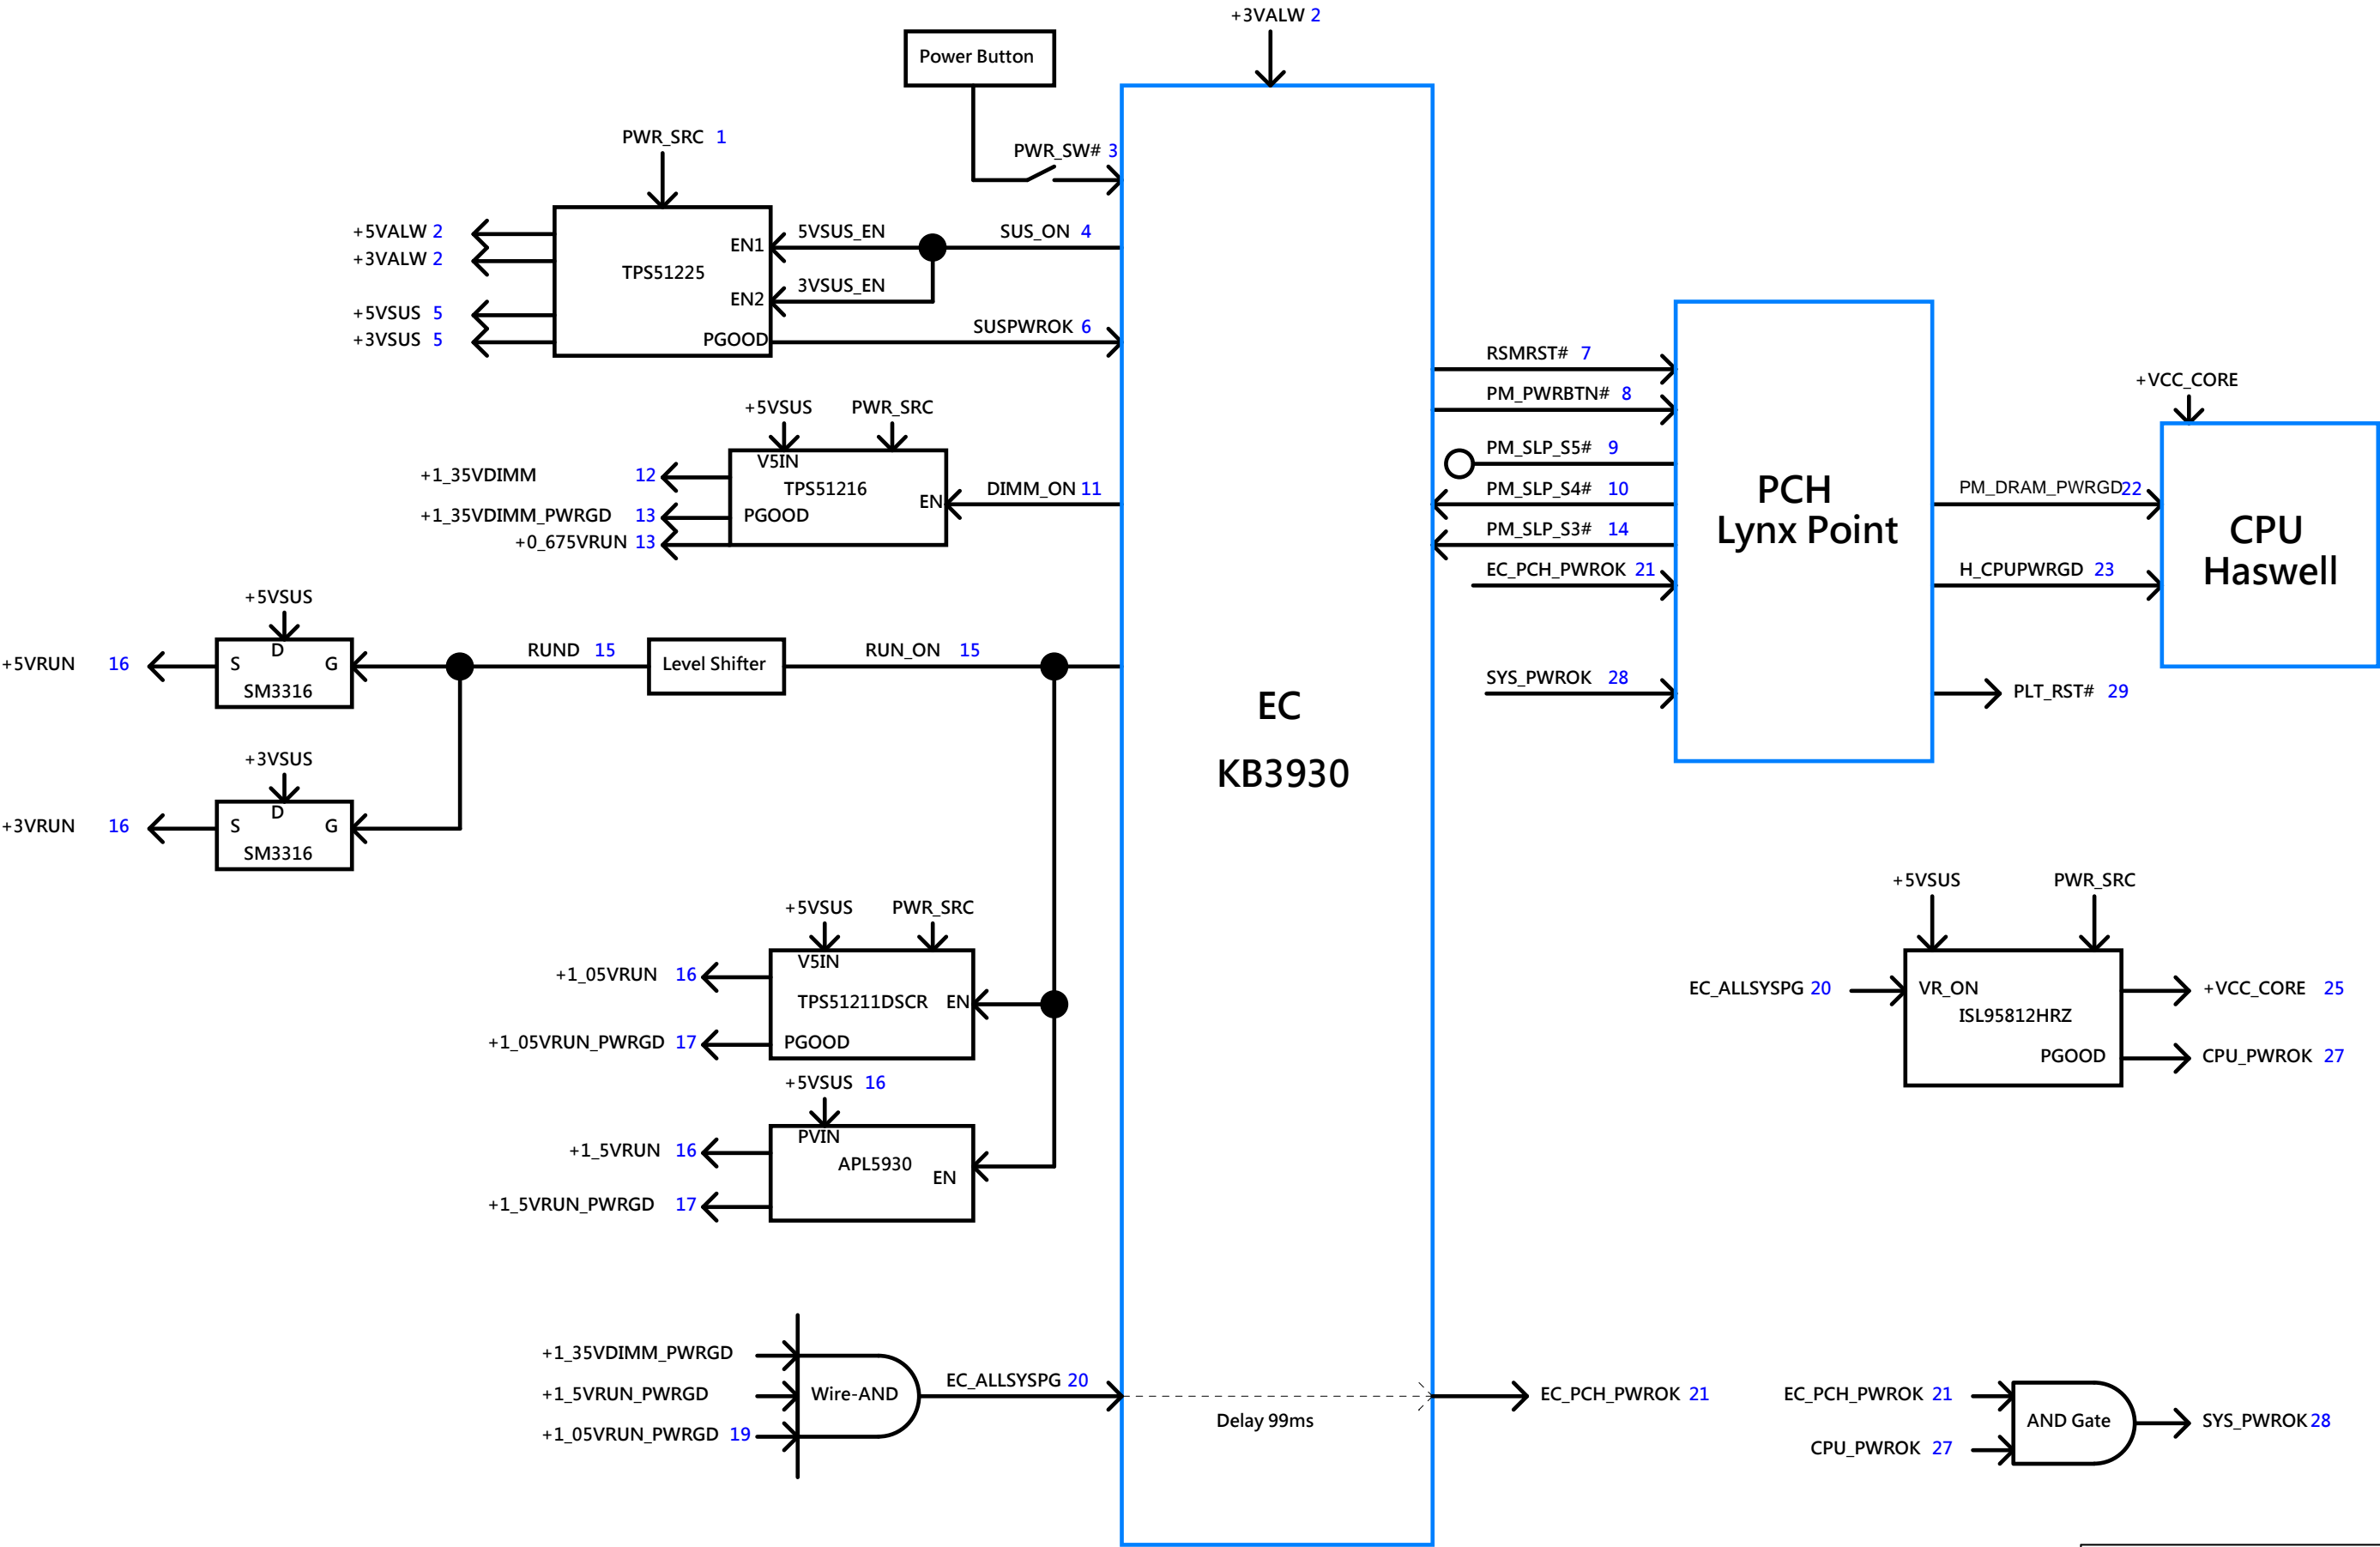 +3VALW 2
Power Button
PWR_SW# 3
PWR_SRC 1
+5VALW 2
+3VALW 2
+5VSUS 5
+3VSUS 5
TPS51225
EN1
EN2
PGOOD
5VSUS_EN
3VSUS_EN
SUS_ON 4
SUSPWROK 6
+5VSUS
PWR_SRC
V5IN
TPS51216
PGOOD
EN
+1_35VDIMM 12
+1_35VDIMM_PWRGD 13
+0_675VRUN 13
DIMM_ON 11
+5VSUS
+5VRUN 16
S
D
G
SM3316
RUND 15
Level Shifter
RUN_ON 15
+3VSUS
+3VRUN 16
S
D
G
SM3316
+5VSUS
PWR_SRC
V5IN
TPS51211DSCR
EN
PGOOD
+1_05VRUN 16
+1_05VRUN_PWRGD 17
+5VSUS 16
PVIN
APL5930
EN
+1_5VRUN 16
+1_5VRUN_PWRGD 17
+1_35VDIMM_PWRGD
+1_5VRUN_PWRGD
+1_05VRUN_PWRGD 19
Wire-AND
EC_ALLSYSPG 20
EC
KB3930
Delay 99ms
EC_PCH_PWROK 21
RSMRST# 7
PM_PWRBTN# 8
PM_SLP_S5# 9
PM_SLP_S4# 10
PM_SLP_S3# 14
EC_PCH_PWROK 21
SYS_PWROK 28
PCH
Lynx Point
PM_DRAM_PWRGD 22
H_CPUPWRGD 23
PLT_RST# 29
+VCC_CORE
CPU
Haswell
+5VSUS
PWR_SRC
EC_ALLSYSPG 20
VR_ON
ISL95812HRZ
PGOOD
+VCC_CORE 25
CPU_PWROK 27
EC_PCH_PWROK 21
CPU_PWROK 27
AND Gate
SYS_PWROK 28